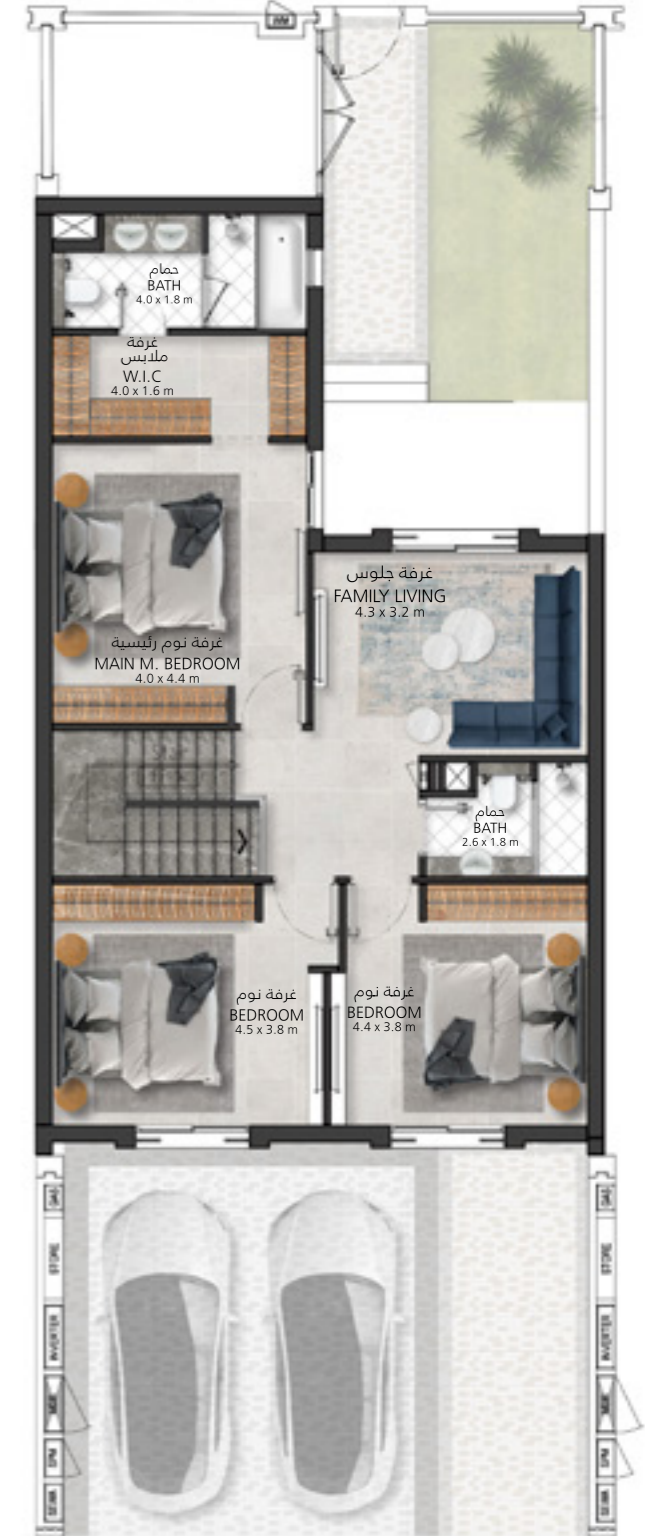 حمام
BATH
4.0 x 1.8 m
غرفة
ملابس
W.I.C
4.0 x 1.6 m
غرفة جلوس
FAMILY LIVING
4.3 x 3.2 m
غرفة نوم رئيسية
MAIN M. BEDROOM
4.0 x 4.4 m
حمام
BATH
2.6 x 1.8 m
غرفة نوم
BEDROOM
4.5 x 3.8 m
غرفة نوم
BEDROOM
4.4 x 3.8 m
GAS
STORE
INVERTER
GAS
STORE
INVERTER